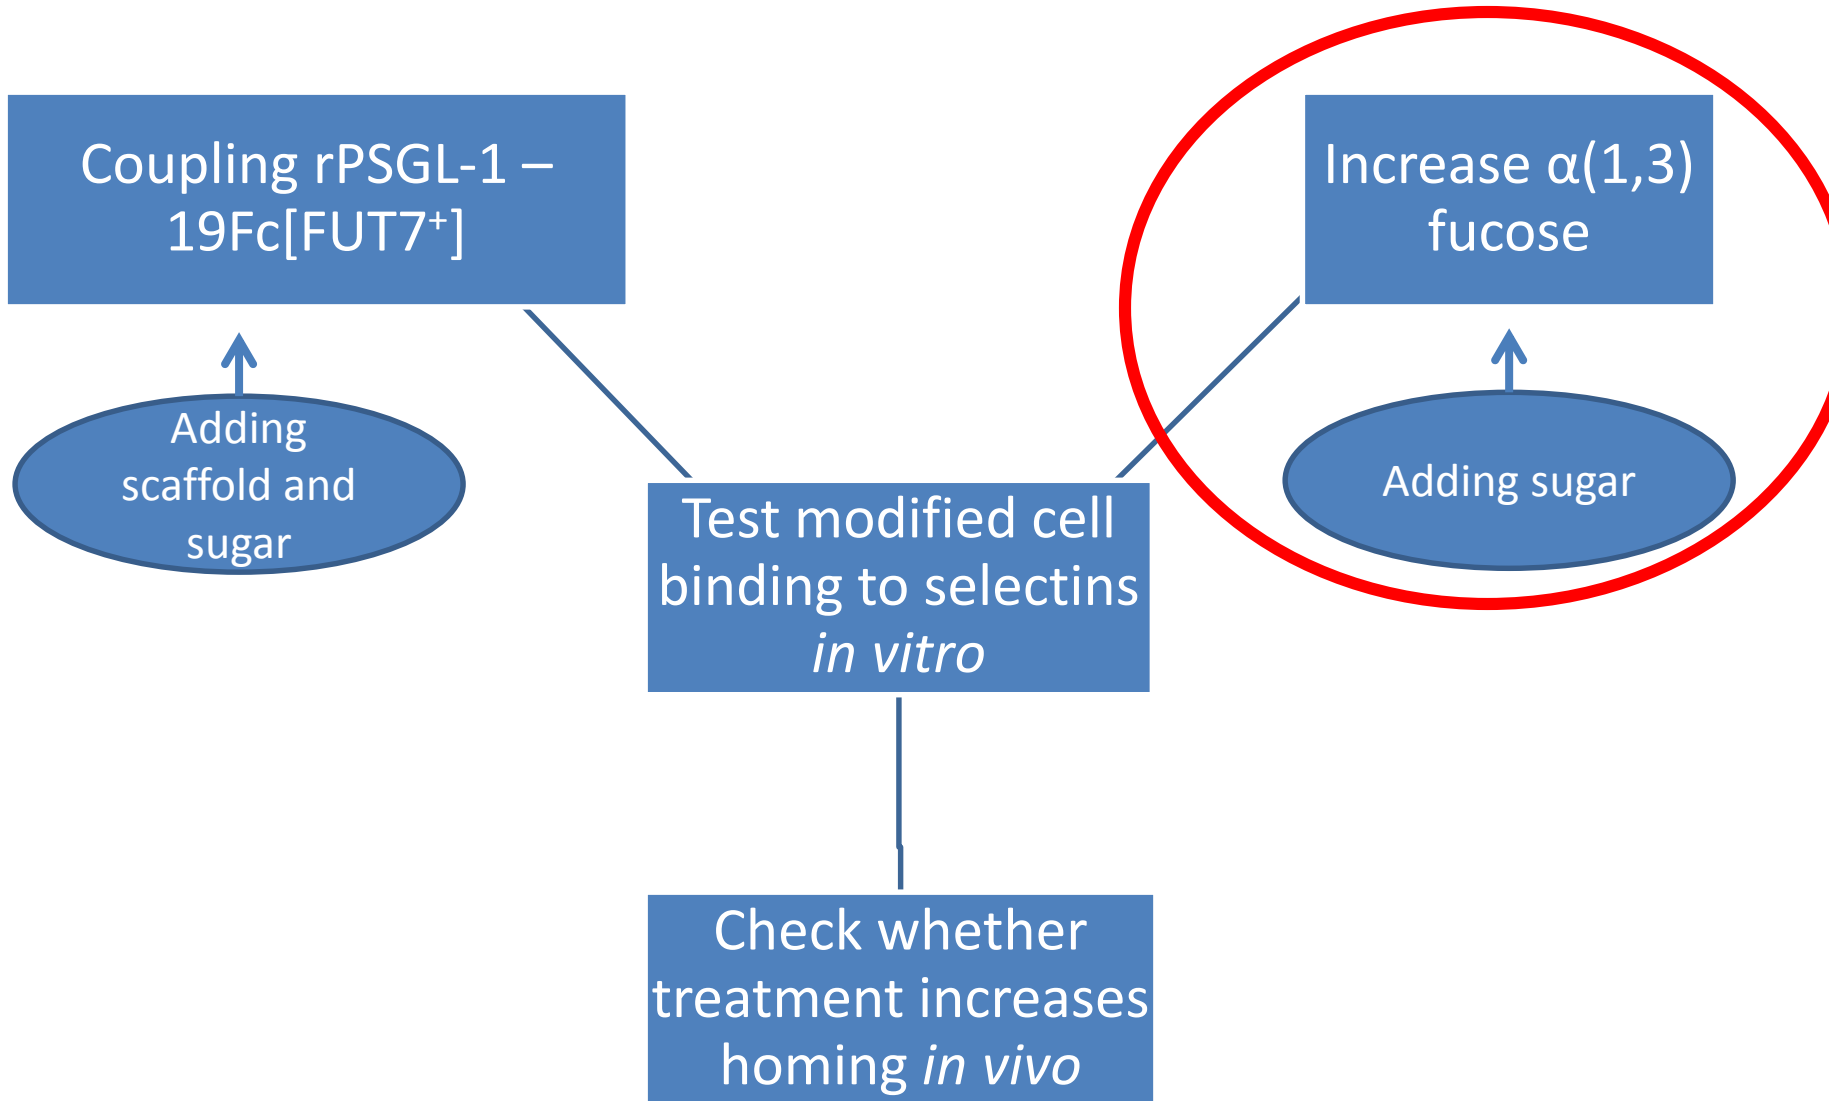 Coupling rPSGL-1 –
19Fc[FUT7⁺]
Increase α(1,3)
fucose
Adding
scaffold and
sugar
Adding sugar
Test modified cell
binding to selectins
in vitro
Check whether
treatment increases
homing in vivo